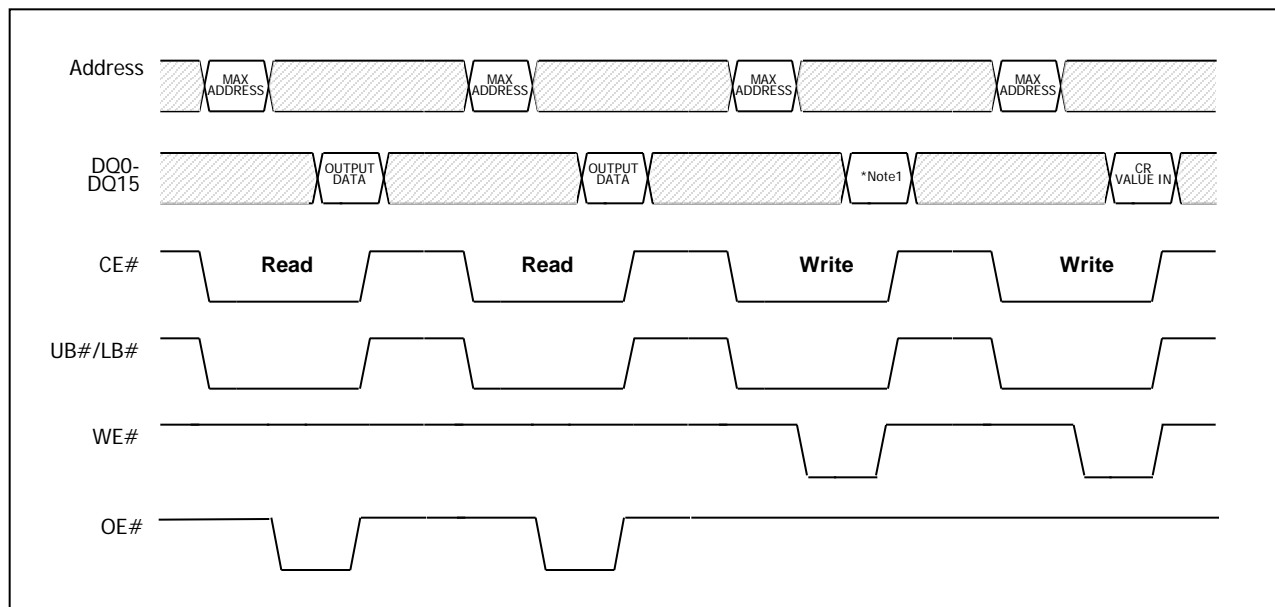 Address
MAX
ADDRESS
MAX
ADDRESS
MAX
ADDRESS
MAX
ADDRESS
DQ0-
DQ15
OUTPUT
DATA
OUTPUT
DATA
*Note1
CR
VALUE IN
CE#
Read
Read
Write
Write
UB#/LB#
WE#
OE#